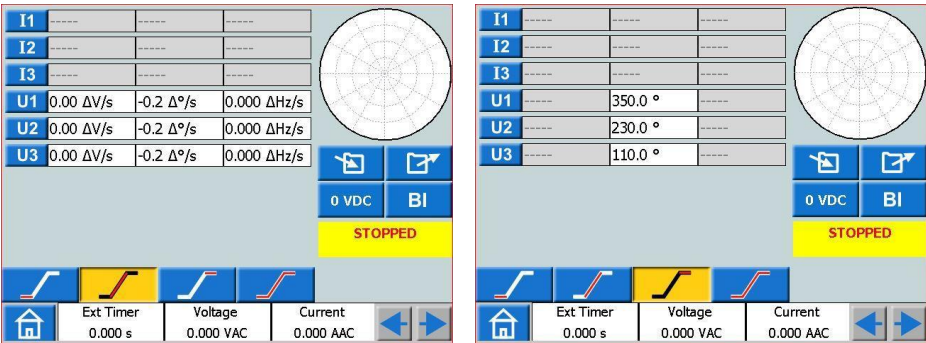 I1 ----- ----- -----
I2 ----- ----- -----
I3 ----- ----- -----
U1 0.00 ΔV/s -0.2 Δ°/s 0.000 ΔHz/s
U2 0.00 ΔV/s -0.2 Δ°/s 0.000 ΔHz/s
U3 0.00 ΔV/s -0.2 Δ°/s 0.000 ΔHz/s
0 VDC BI
STOPPED
Ext Timer Voltage Current
0.000 s 0.000 VAC 0.000 AAC
I1 ----- ----- -----
I2 ----- ----- -----
I3 ----- ----- -----
U1 ----- 350.0 ° -----
U2 ----- 230.0 ° -----
U3 ----- 110.0 ° -----
0 VDC BI
STOPPED
Ext Timer Voltage Current
0.000 s 0.000 VAC 0.000 AAC